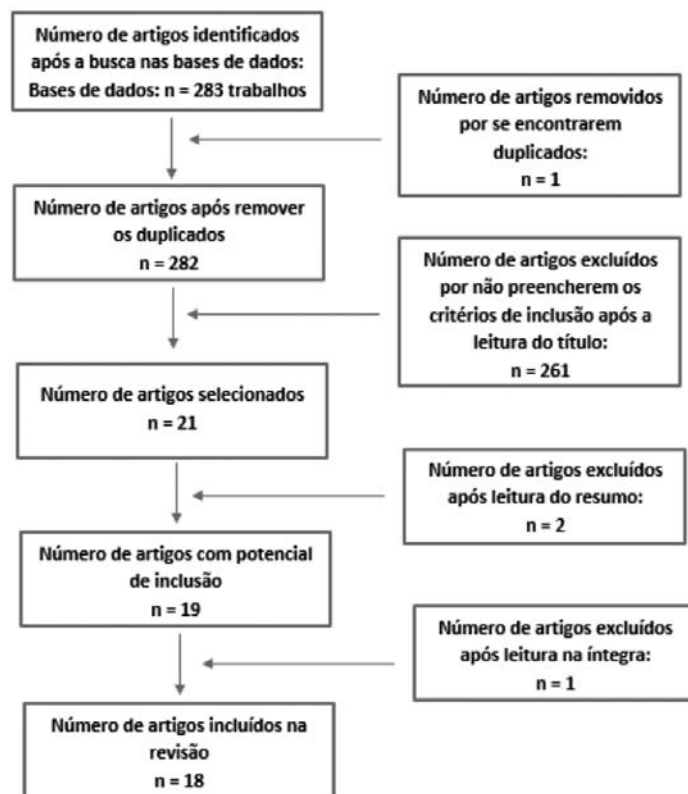 Número de artigos identificados
após a busca nas bases de dados:
Bases de dados: n = 283 trabalhos
Número de artigos removidos
por se encontrarem
duplicados:
n = 1
Número de artigos após remover
os duplicados
n = 282
Número de artigos excluídos
por não preencherem os
critérios de inclusão após a
leitura do título:
n = 261
Número de artigos selecionados
n = 21
Número de artigos excluídos
após leitura do resumo:
n = 2
Número de artigos com potencial
de inclusão
n = 19
Número de artigos excluídos
após leitura na íntegra:
n = 1
Número de artigos incluídos na
revisão
n = 18